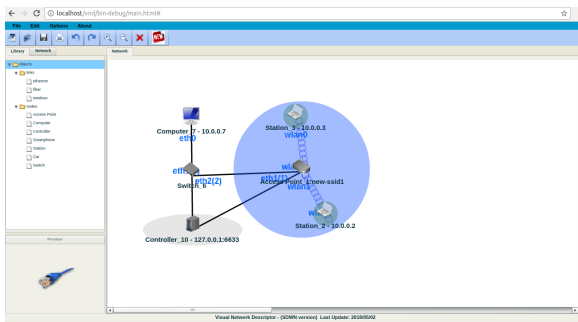 localhost/vnd/bin-debug/main.html#
File Edit Options About
NEW
Library Network
Network
objects
links
ethernet
fiber
wireless
nodes
Access Point
Computer
Controller
Smartphone
Station
Car
Switch
Preview
Computer_7 - 10.0.0.7
eth0
Station_3 - 10.0.0.3
wlan0
eth2(2)
Switch_6
eth1(1)
Access Point_1:new-ssid1
wlan1
Station_2 - 10.0.0.2
Controller_10 - 127.0.0.1:6633
Visual Network Descriptor - (SDWN version) Last Update: 2018/05/02